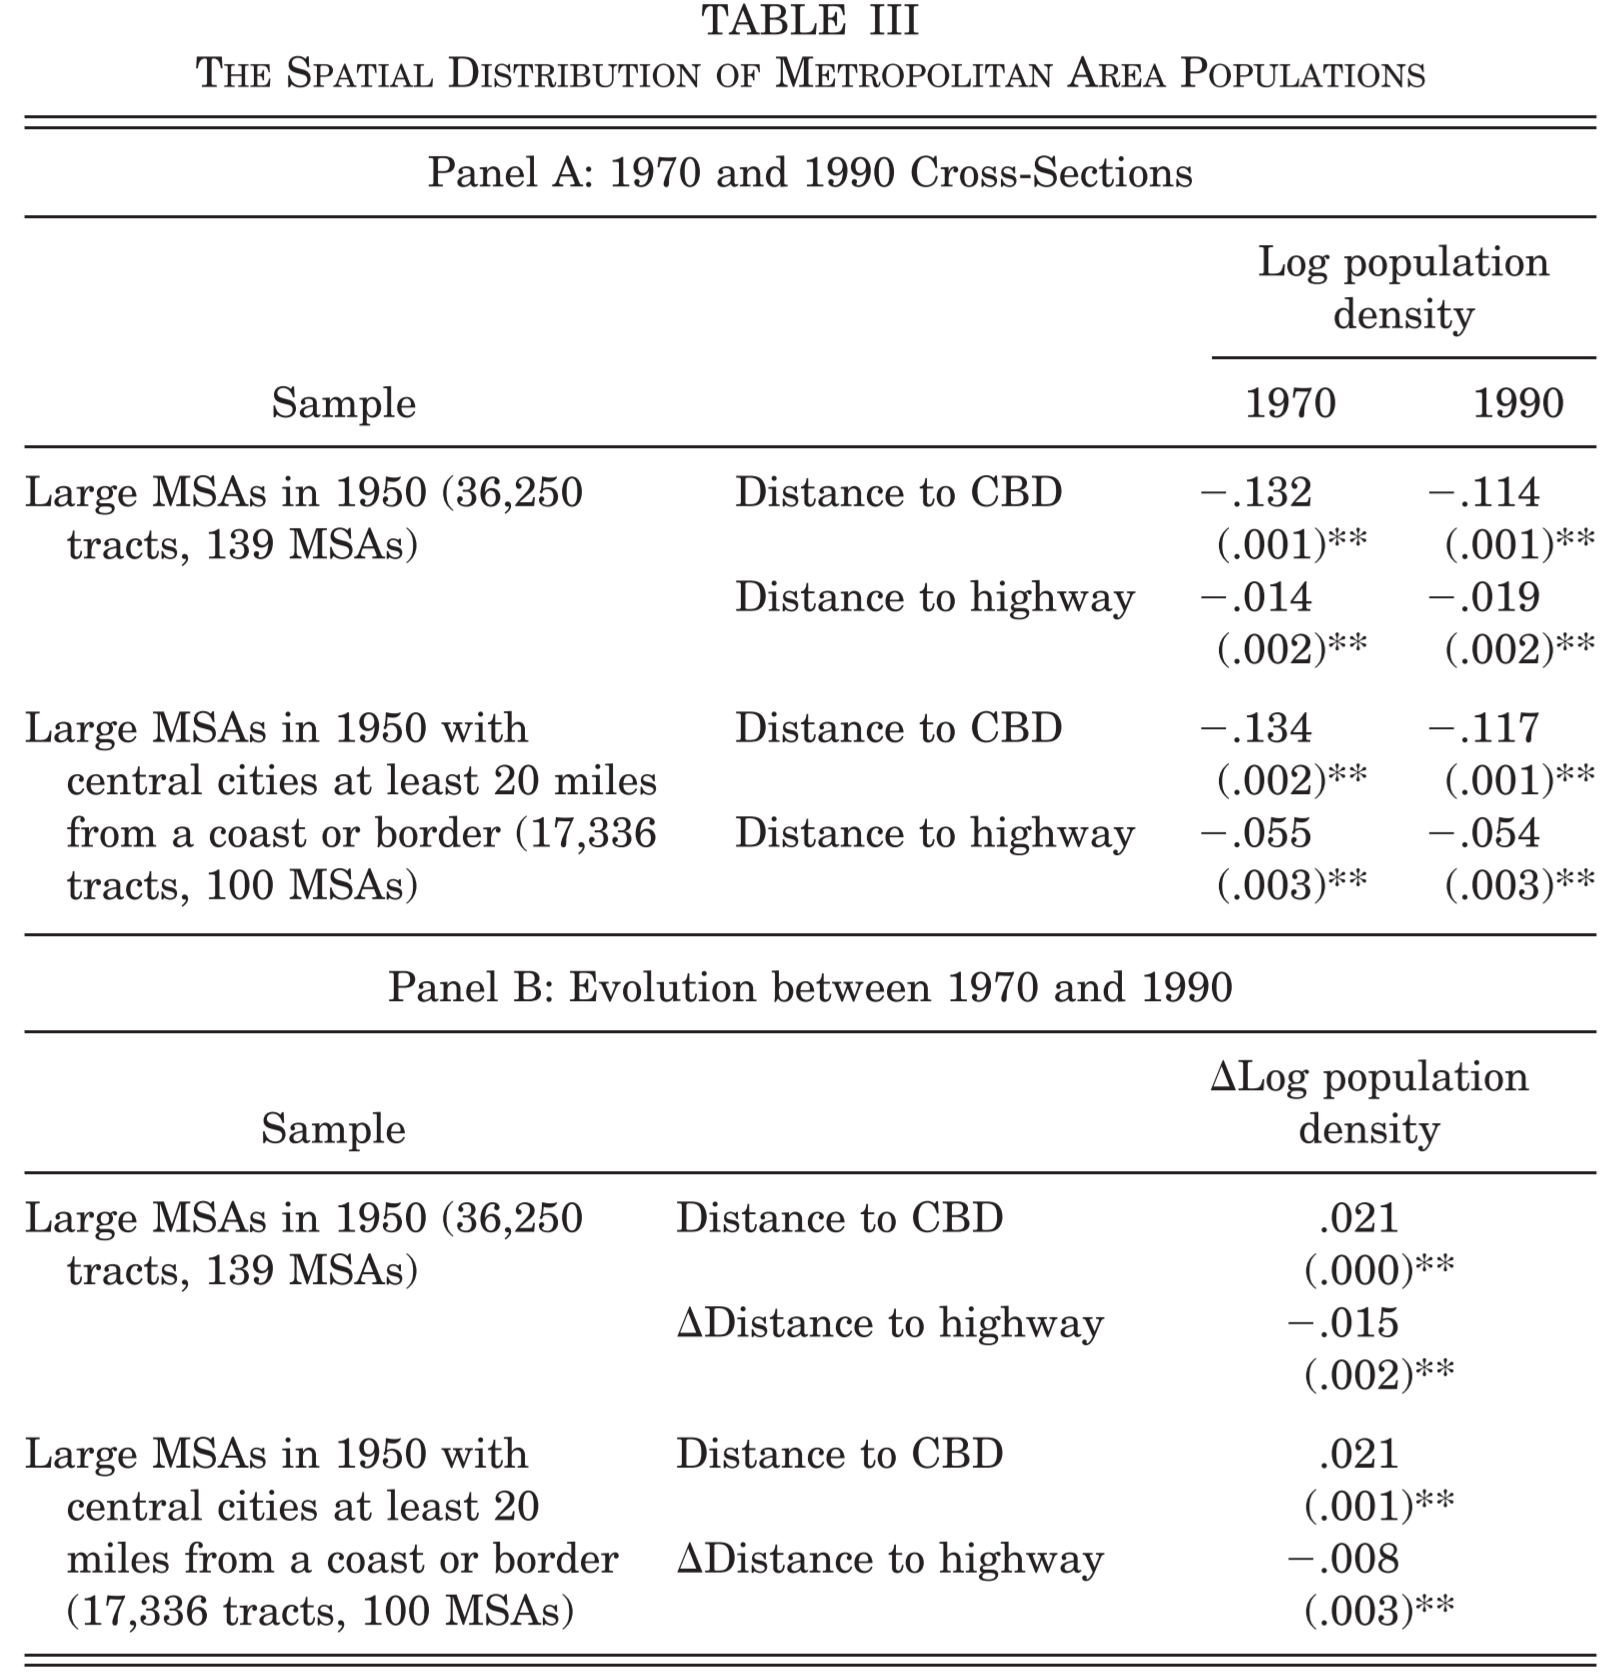 TABLE III
THE SPATIAL DISTRIBUTION OF METROPOLITAN AREA POPULATIONS
Panel A: 1970 and 1990 Cross-Sections
Log population
density
Sample 1970 1990
Large MSAs in 1950 (36,250 Distance to CBD −.132 −.114
tracts, 139 MSAs) (.001)** (.001)**
Distance to highway −.014 −.019
(.002)** (.002)**
Large MSAs in 1950 with Distance to CBD −.134 −.117
central cities at least 20 miles (.002)** (.001)**
from a coast or border (17,336 Distance to highway −.055 −.054
tracts, 100 MSAs) (.003)** (.003)**
Panel B: Evolution between 1970 and 1990
ΔLog population
Sample density
Large MSAs in 1950 (36,250 Distance to CBD .021
tracts, 139 MSAs) (.000)**
ΔDistance to highway −.015
(.002)**
Large MSAs in 1950 with Distance to CBD .021
central cities at least 20 (.001)**
miles from a coast or border ΔDistance to highway −.008
(17,336 tracts, 100 MSAs) (.003)**